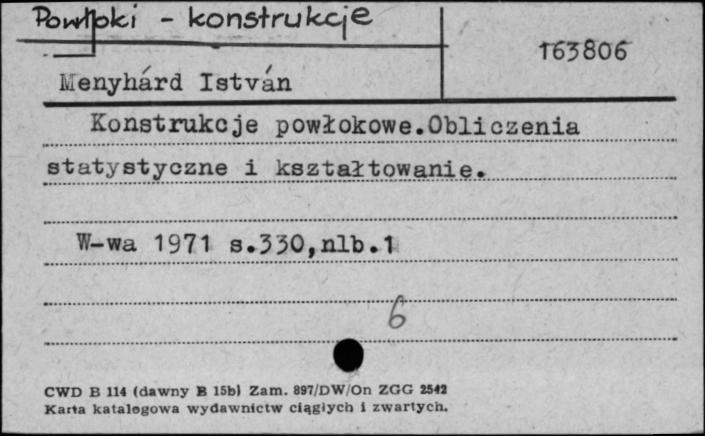 Powłoki - konstrukcje
163806
Menyhárd István
Konstrukcje powłokowe.Obliczenia
statystyczne i kształtowanie.
W-wa 1971 s.330,nlb.1
6
CWD B 114 (dawny B 15b) Zam. 897/DW/On ZGG 2542
Karta katalogowa wydawnictw ciągłych i zwartych.